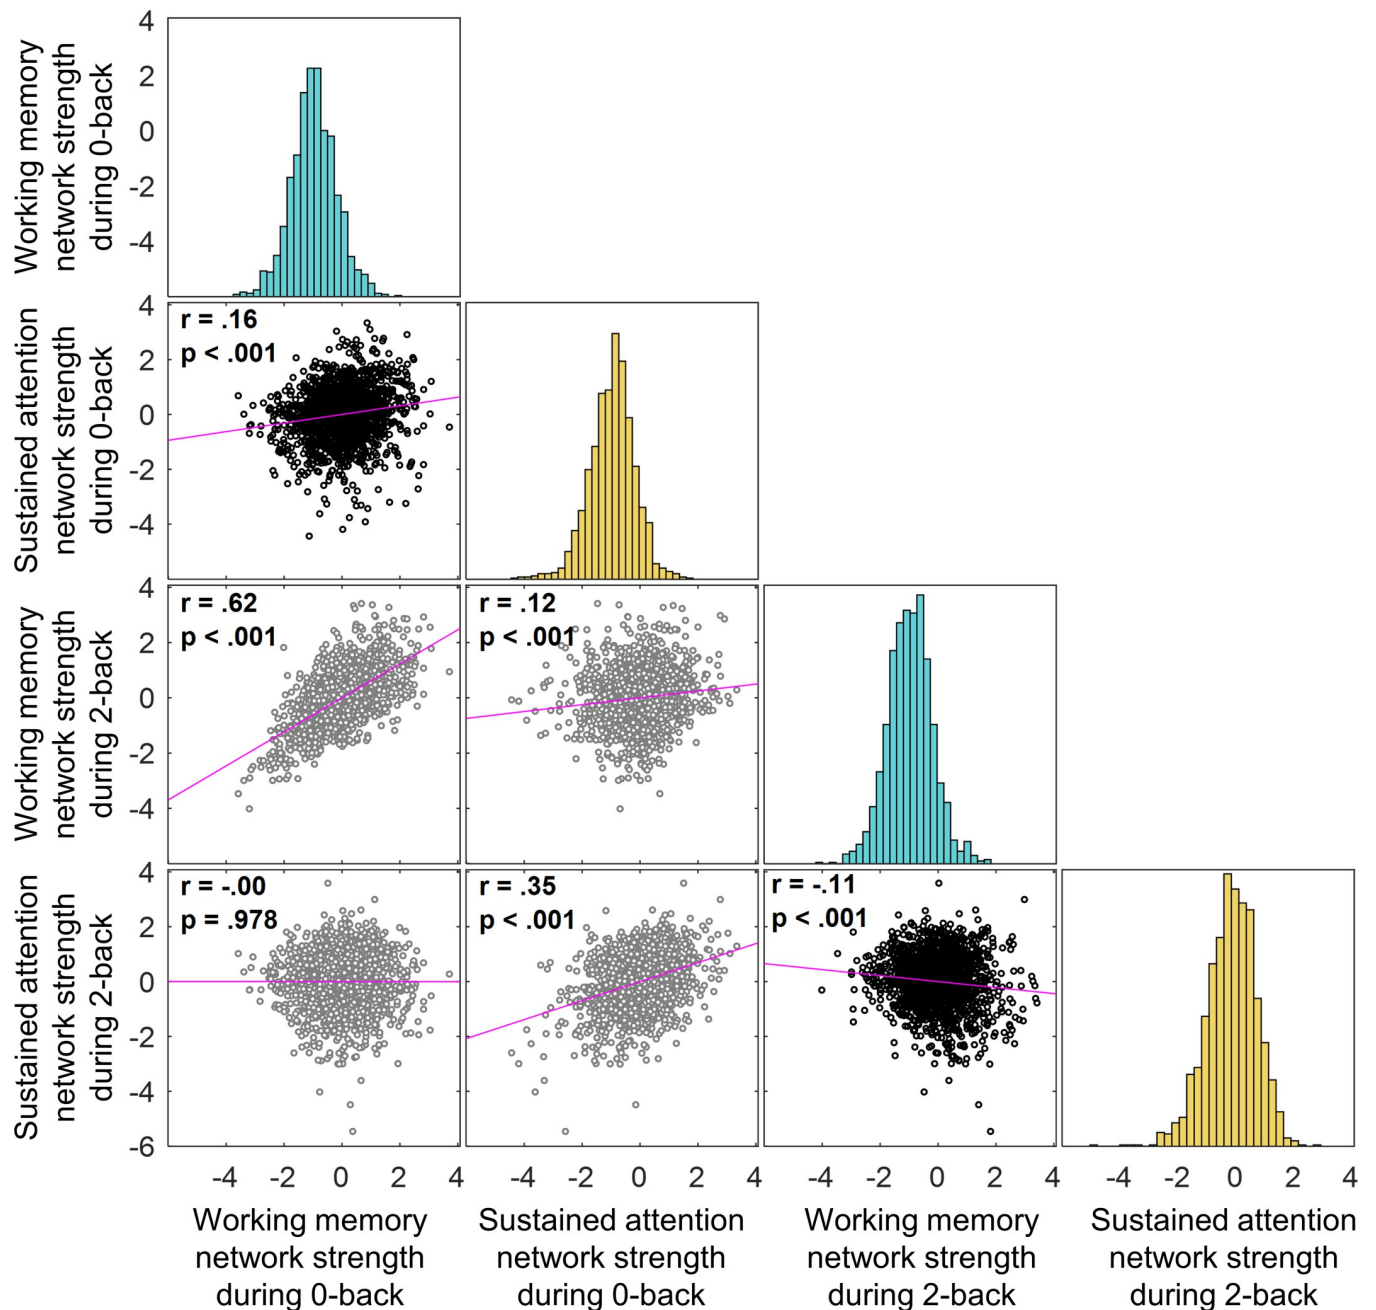 Working memory
network strength
during 0-back
4
2
0
-2
-4
Sustained attention
network strength
during 0-back
4
2
0
-2
-4
r = .16
p < .001
Working memory
network strength
during 2-back
4
2
0
-2
-4
r = .62
p < .001
r = .12
p < .001
Sustained attention
network strength
during 2-back
4
2
0
-2
-4
-6
r = -.00
p = .978
r = .35
p < .001
r = -.11
p < .001
-4 -2 0 2 4
-4 -2 0 2 4
-4 -2 0 2 4
-4 -2 0 2 4
Working memory
network strength
during 0-back
Sustained attention
network strength
during 0-back
Working memory
network strength
during 2-back
Sustained attention
network strength
during 2-back